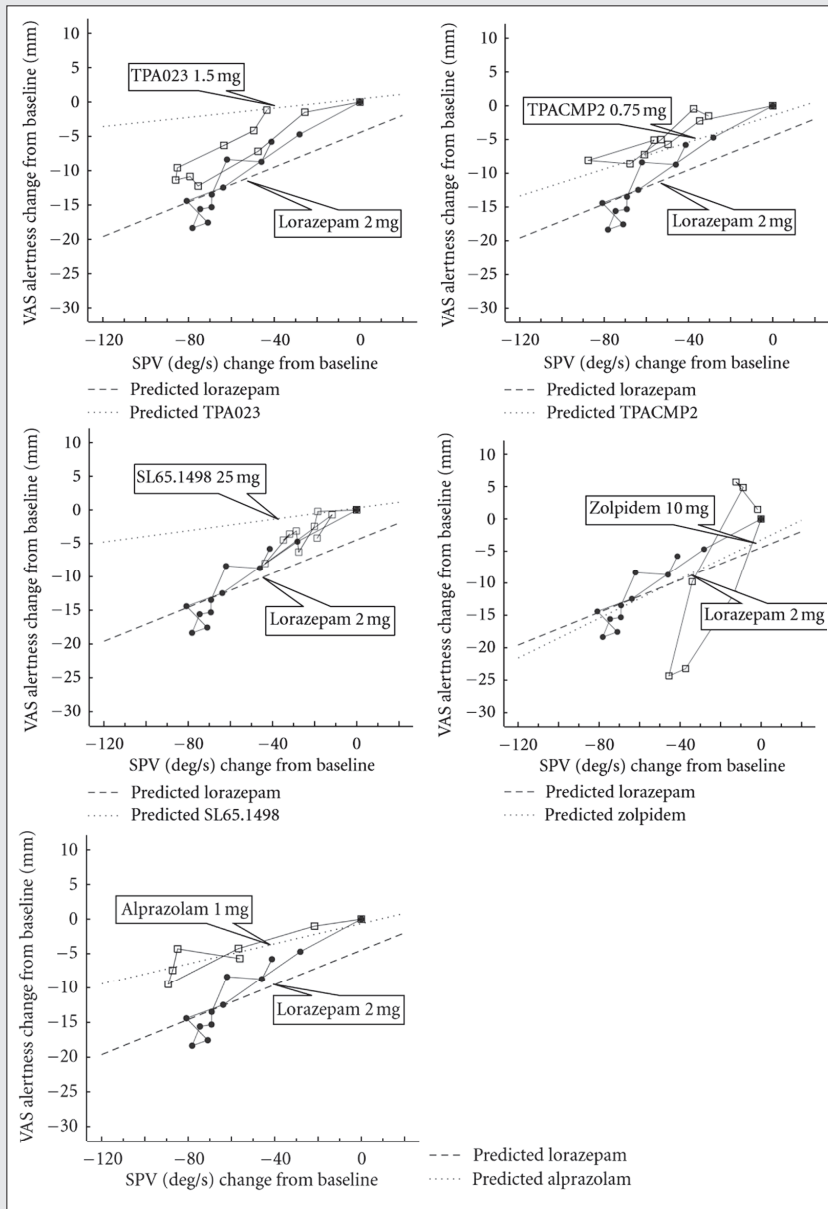 VAS alertness change from baseline (mm)
10
5
0
−5
−10
−15
−20
−25
−30
TPA023 1.5 mg
Lorazepam 2 mg
−120
−80
−40
0
SPV (deg/s) change from baseline
Predicted lorazepam
Predicted TPA023
VAS alertness change from baseline (mm)
10
5
0
−5
−10
−15
−20
−25
−30
TPACMP2 0.75 mg
Lorazepam 2 mg
−120
−80
−40
0
SPV (deg/s) change from baseline
Predicted lorazepam
Predicted TPACMP2
VAS alertness change from baseline (mm)
10
5
0
−5
−10
−15
−20
−25
−30
SL65.1498 25 mg
Lorazepam 2 mg
−120
−80
−40
0
SPV (deg/s) change from baseline
Predicted lorazepam
Predicted SL65.1498
VAS alertness change from baseline (mm)
10
5
0
−5
−10
−15
−20
−25
−30
Zolpidem 10 mg
Lorazepam 2 mg
−120
−80
−40
0
SPV (deg/s) change from baseline
Predicted lorazepam
Predicted zolpidem
VAS alertness change from baseline (mm)
10
5
0
−5
−10
−15
−20
−25
−30
Alprazolam 1 mg
Lorazepam 2 mg
−120
−80
−40
0
SPV (deg/s) change from baseline
Predicted lorazepam
Predicted alprazolam